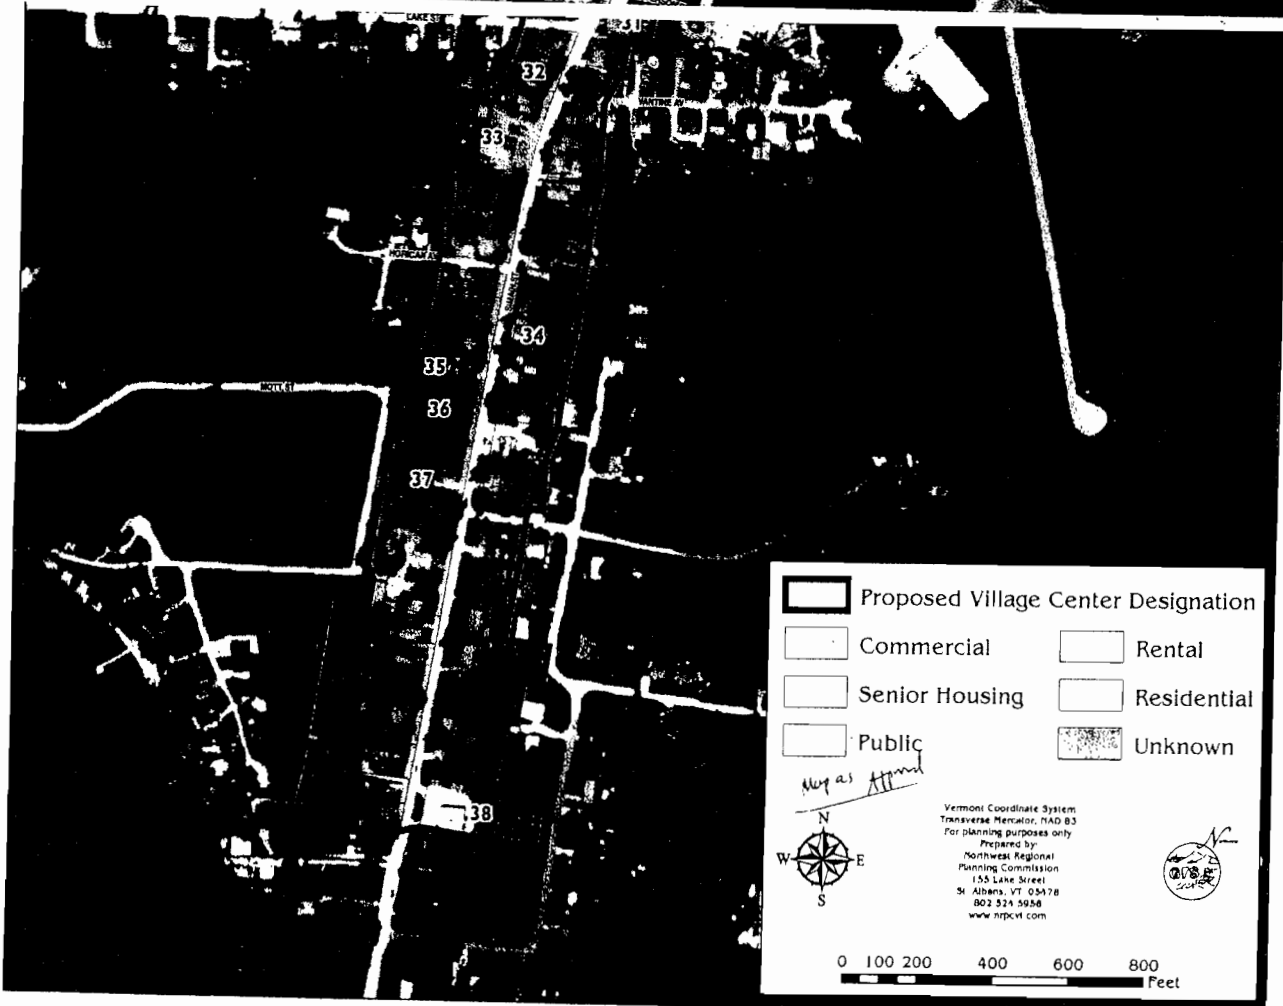 LAKE ST
31
32
33
34
35
36
MOTT ST
37
38
Proposed Village Center Designation
Commercial
Rental
Senior Housing
Residential
Public
Unknown
Map as
N
W E
S
Vermont Coordinate System
Transverse Mercator, NAD 83
For planning purposes only
Prepared by
Northwest Regional
Planning Commission
155 Lake Street
St Albans, VT 05478
802 524 5958
www nrpcvt com
0 100 200 400 600 800
Feet